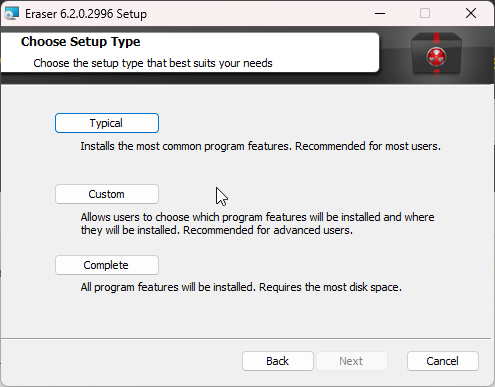 Eraser 6.2.0.2996 Setup
Choose Setup Type
Choose the setup type that best suits your needs
Typical
Installs the most common program features. Recommended for most users.
Custom
Allows users to choose which program features will be installed and where
they will be installed. Recommended for advanced users.
Complete
All program features will be installed. Requires the most disk space.
Back Next Cancel